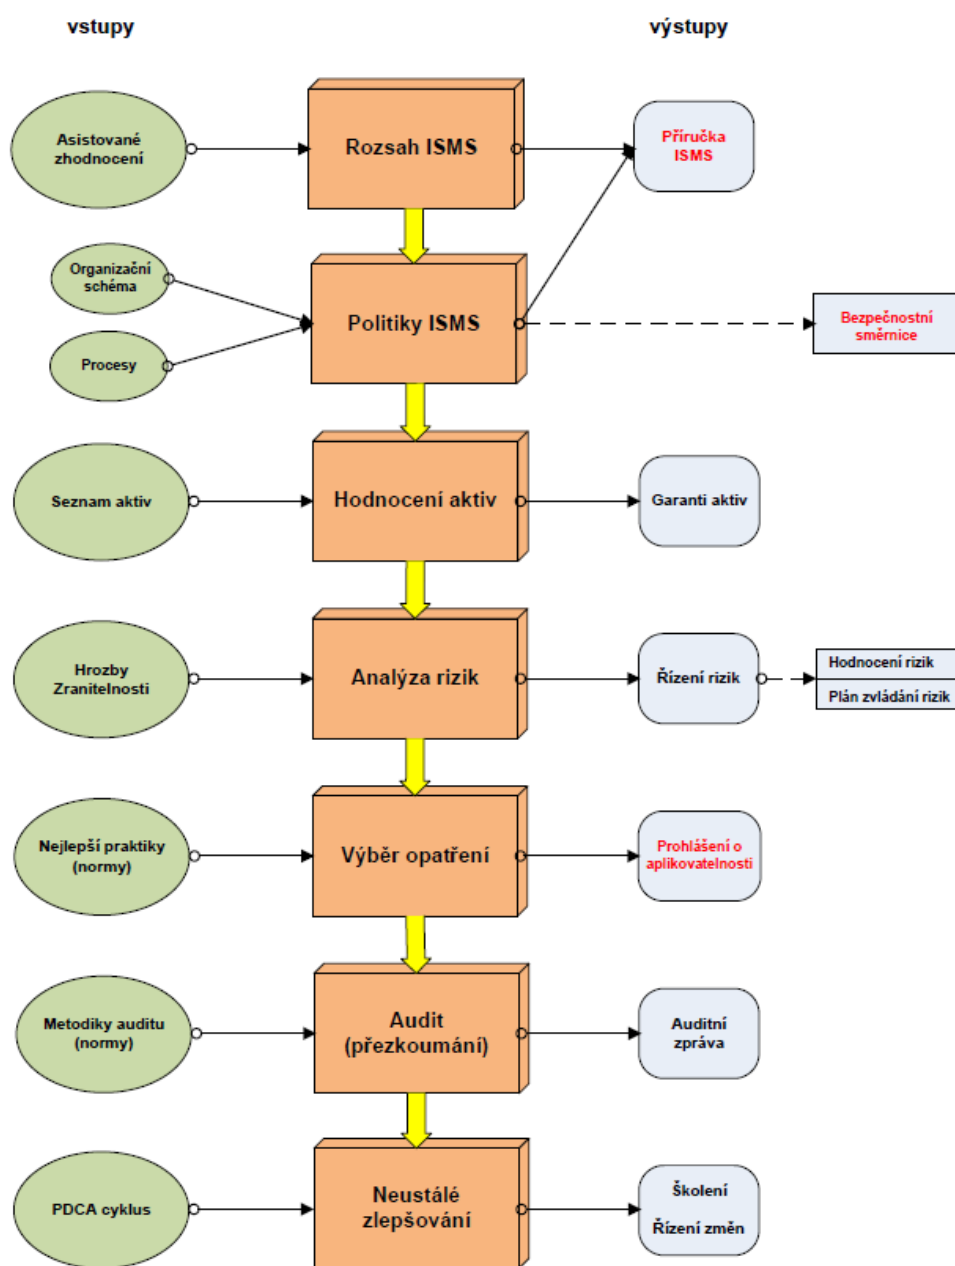 vstupy
výstupy
Asistované
zhodnocení
Rozsah ISMS
Příručka
ISMS
Organizační
schéma
Procesy
Politiky ISMS
Bezpečnostní
směrnice
Seznam aktiv
Hodnocení aktiv
Garanti aktiv
Hrozby
Zranitelnosti
Analýza rizik
Řízení rizik
Hodnocení rizik
Plán zvládání rizik
Nejlepší praktiky
(normy)
Výběr opatření
Prohlášení o
aplikovatelnosti
Metodiky auditu
(normy)
Audit
(přezkoumání)
Auditní
zpráva
PDCA cyklus
Neustálé
zlepšování
Školení
Řízení změn